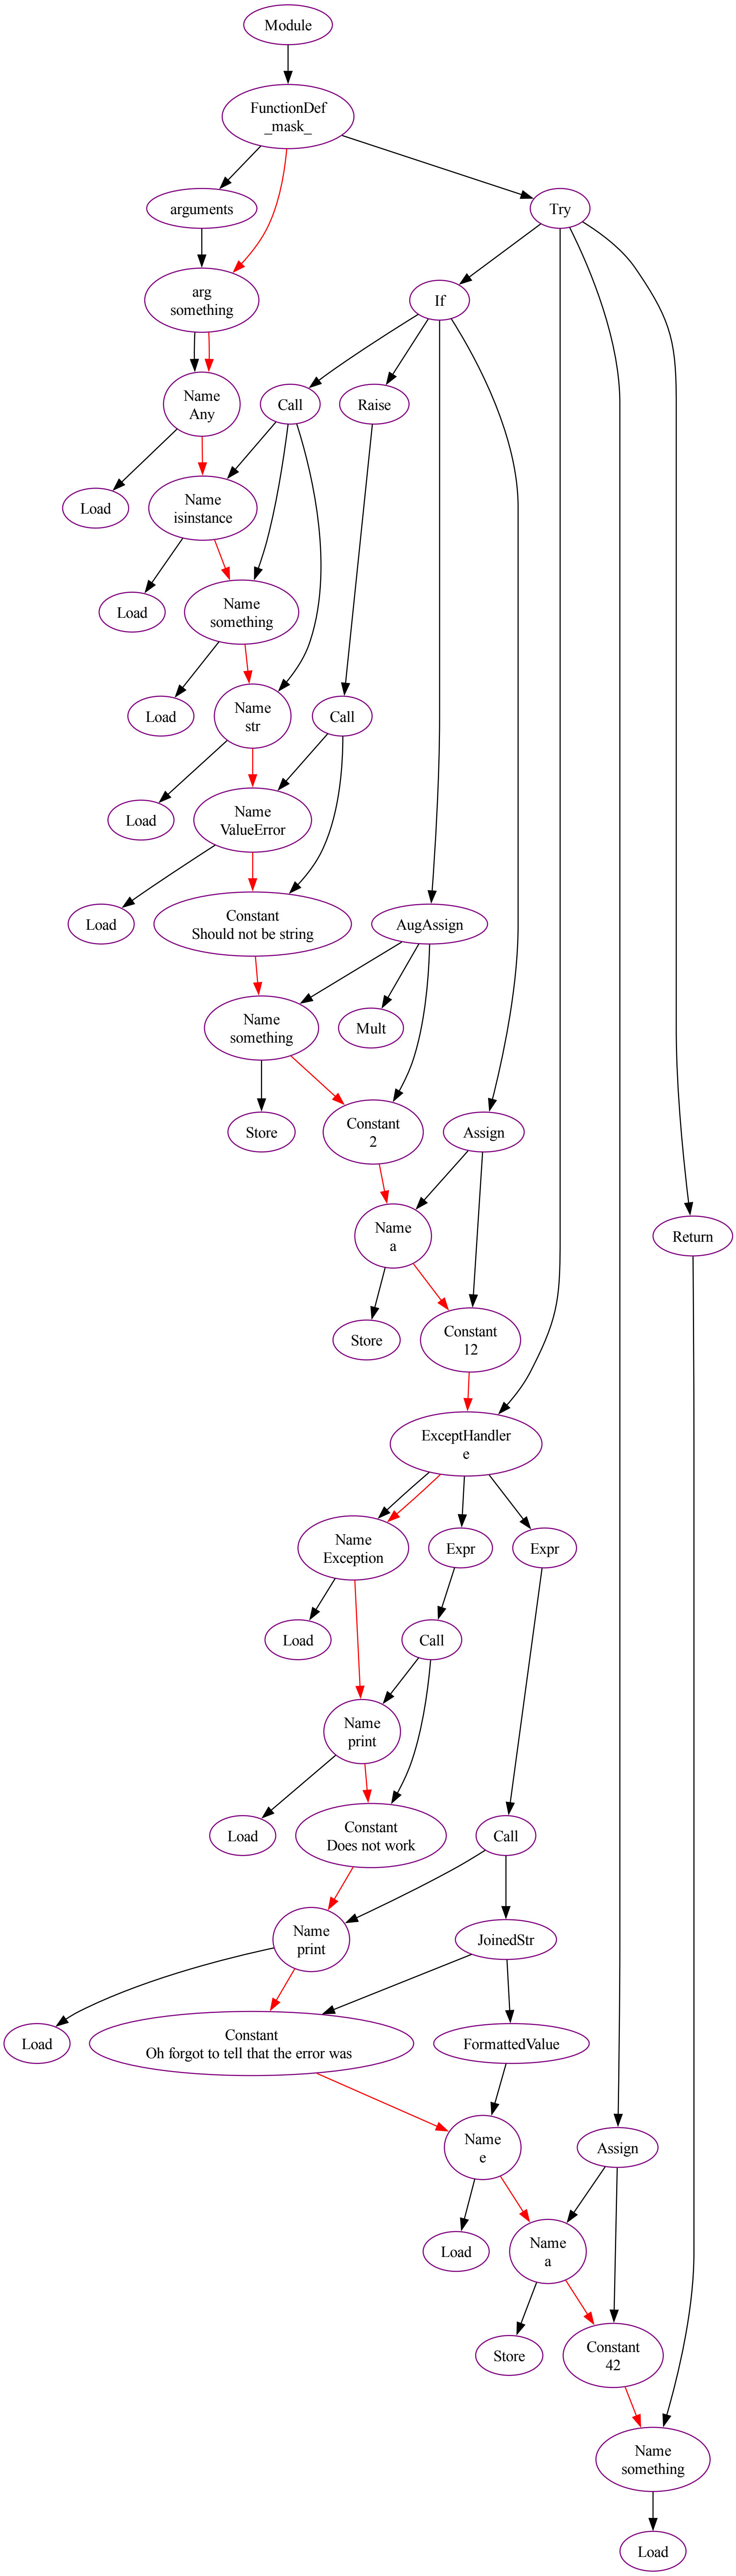 Module
FunctionDef
_mask_
arguments
Try
arg
something
If
Name
Any
Call
Raise
Load
Name
isinstance
Load
Name
something
Load
Name
str
Call
Load
Name
ValueError
Load
Constant
Should not be string
AugAssign
Name
something
Mult
Store
Constant
2
Assign
Name
a
Return
Store
Constant
12
ExceptHandler
e
Name
Exception
Expr
Expr
Load
Call
Name
print
Load
Constant
Does not work
Call
Name
print
JoinedStr
Load
Constant
Oh forgot to tell that the error was
FormattedValue
Name
e
Assign
Load
Name
a
Store
Constant
42
Name
something
Load